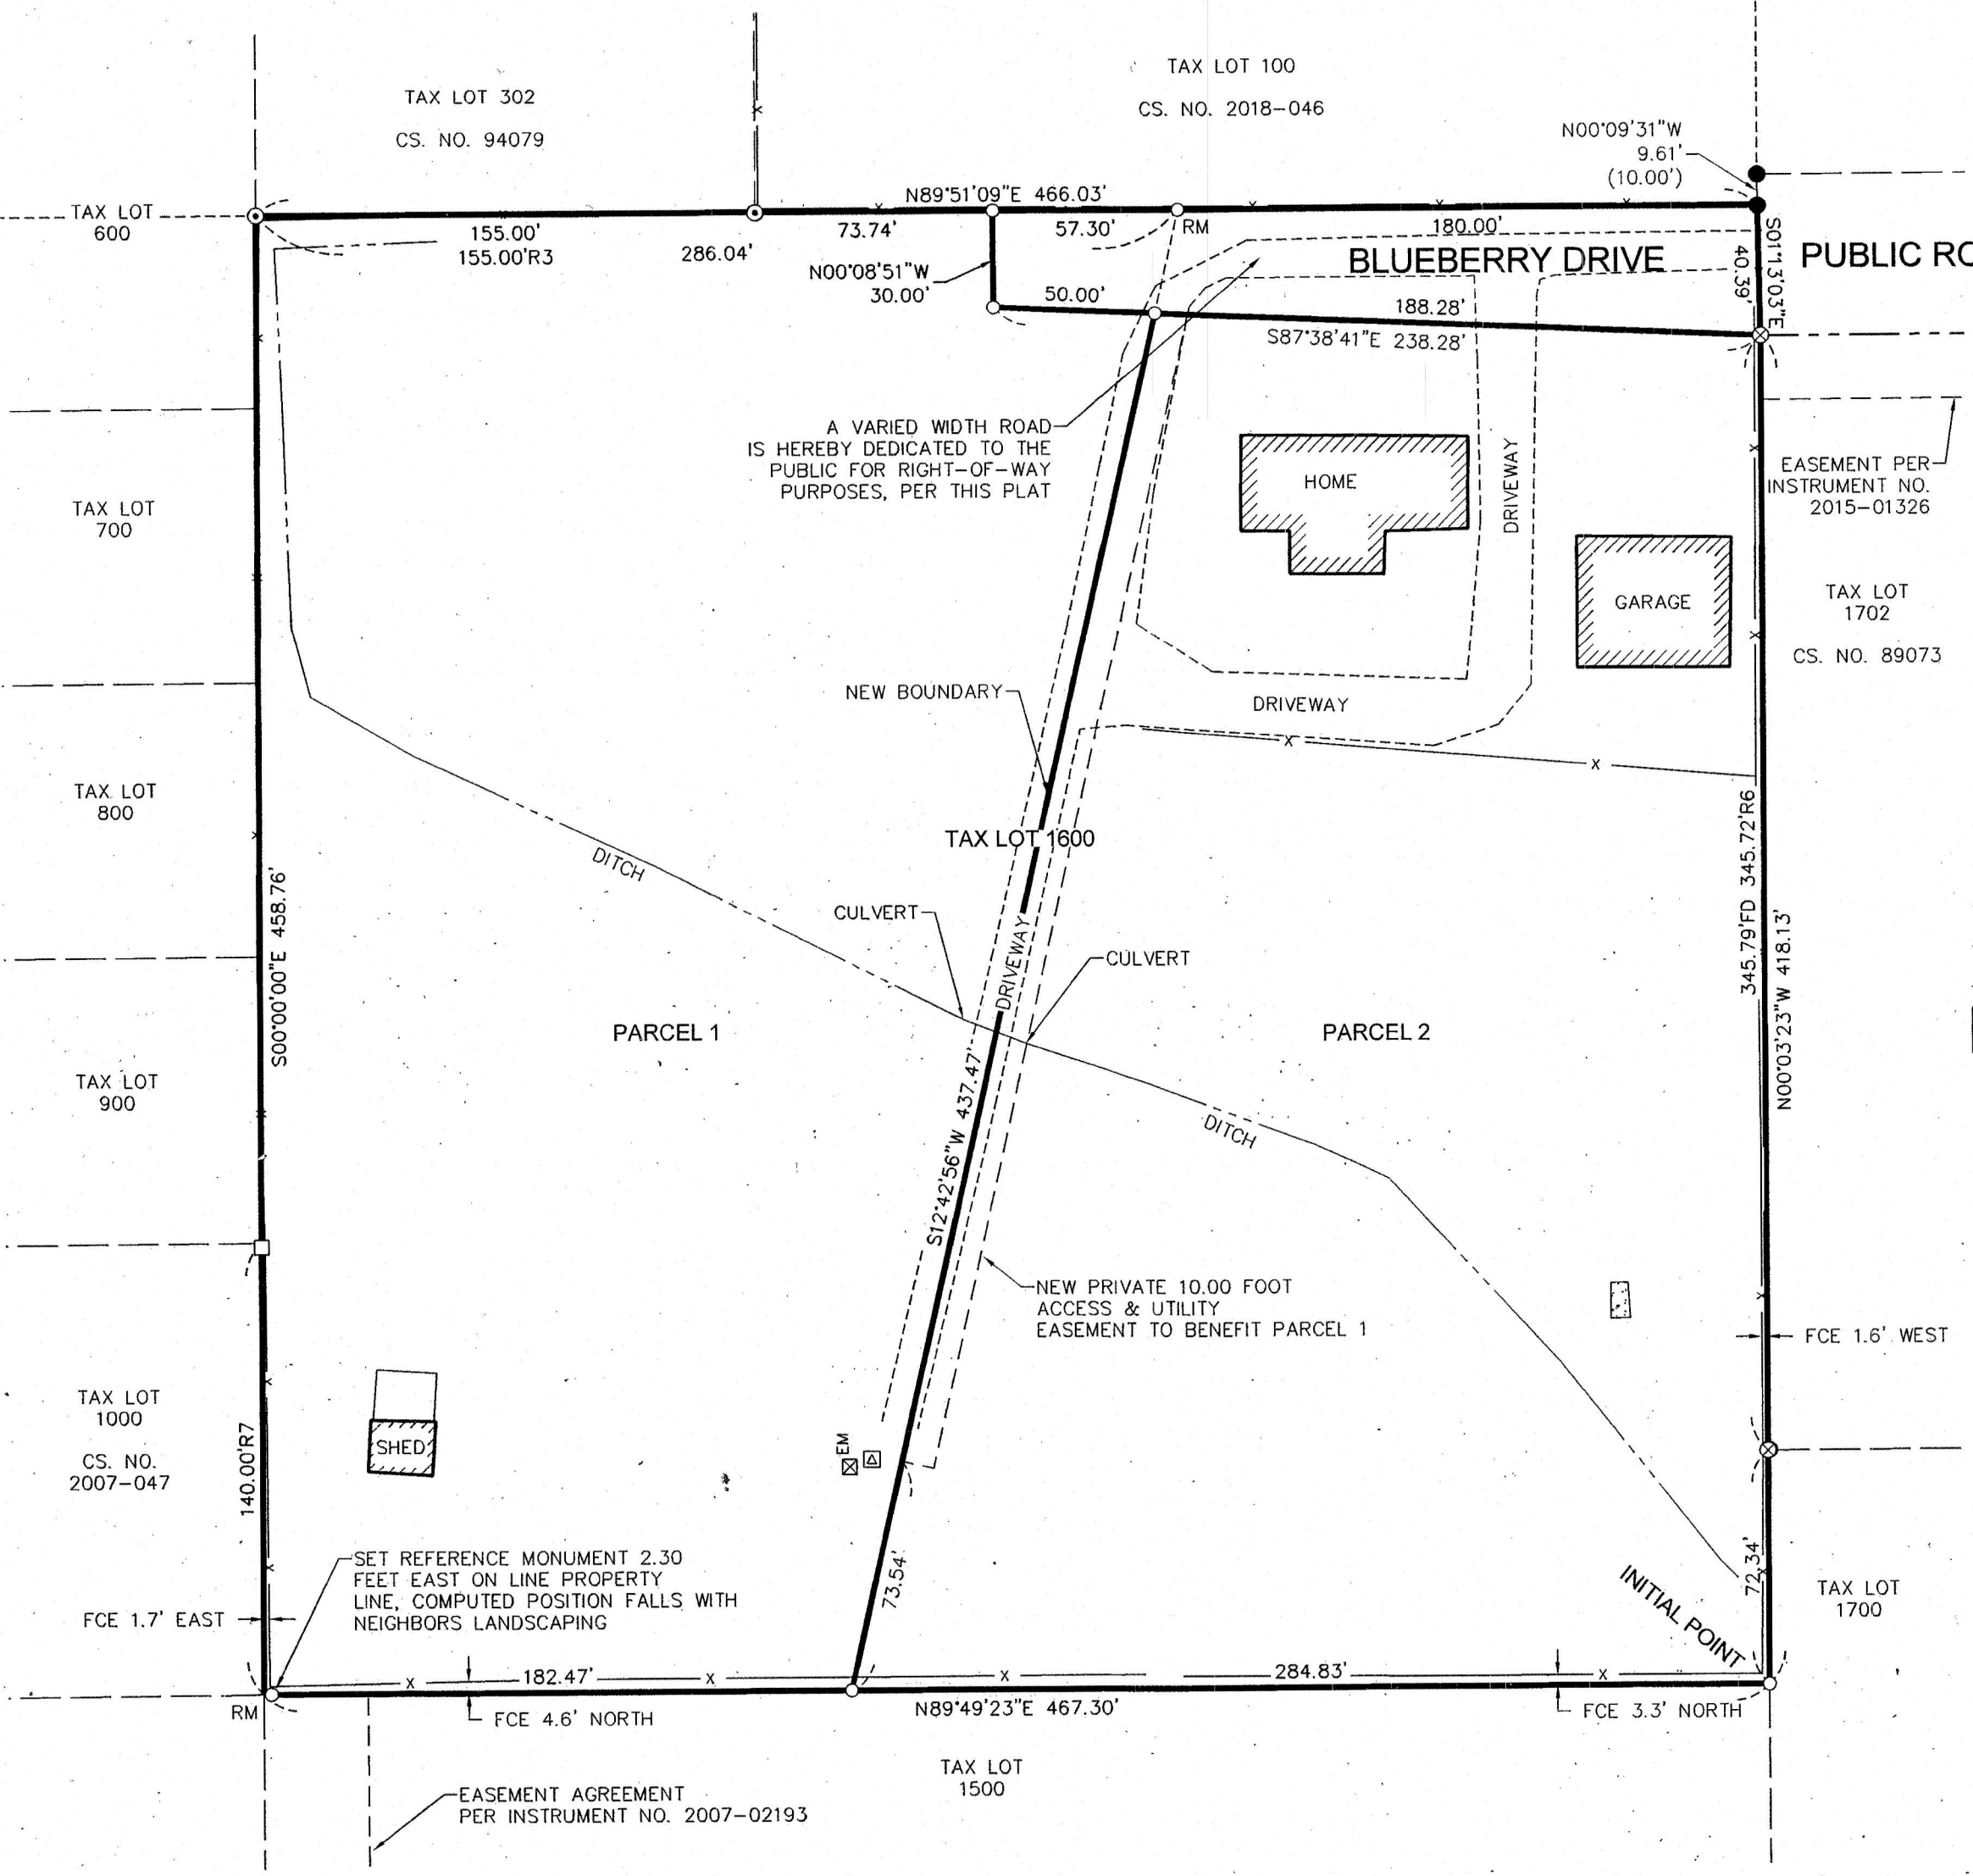 TAX LOT 100
CS. NO. 2018-046
TAX LOT 302
CS. NO. 94079
N00°09'31"W
9.61'
(10.00')
TAX LOT
600
N89°51'09"E 466.03'
155.00'
155.00'R3
286.04'
73.74'
57.30'
RM
180.00'
N00°08'51"W
30.00'
BLUEBERRY DRIVE
S01°13'03"E
40.39'
PUBLIC RO
50.00'
188.28'
S87°38'41"E 238.28'
A VARIED WIDTH ROAD
IS HEREBY DEDICATED TO THE
PUBLIC FOR RIGHT-OF-WAY
PURPOSES, PER THIS PLAT
HOME
DRIVEWAY
EASEMENT PER
INSTRUMENT NO.
2015-01326
TAX LOT
700
GARAGE
TAX LOT
1702
CS. NO. 89073
NEW BOUNDARY
DRIVEWAY
TAX LOT
800
TAX LOT 1600
DITCH
345.79'FD 345.72'R6
S00°00'00"E 458.76'
CULVERT
DRIVEWAY
CULVERT
N00°03'23"W 418.13'
PARCEL 1
PARCEL 2
TAX LOT
900
DITCH
S12°42'56"W 437.47'
NEW PRIVATE 10.00 FOOT
ACCESS & UTILITY
EASEMENT TO BENEFIT PARCEL 1
FCE 1.6' WEST
TAX LOT
1000
CS. NO.
2007-047
140.00'R7
SHED
EM
SET REFERENCE MONUMENT 2.30
FEET EAST ON LINE PROPERTY
LINE, COMPUTED POSITION FALLS WITH
NEIGHBORS LANDSCAPING
73.54'
72.34'
INITIAL POINT
TAX LOT
1700
FCE 1.7' EAST
182.47'
284.83'
RM
FCE 4.6' NORTH
N89°49'23"E 467.30'
FCE 3.3' NORTH
TAX LOT
1500
EASEMENT AGREEMENT
PER INSTRUMENT NO. 2007-02193